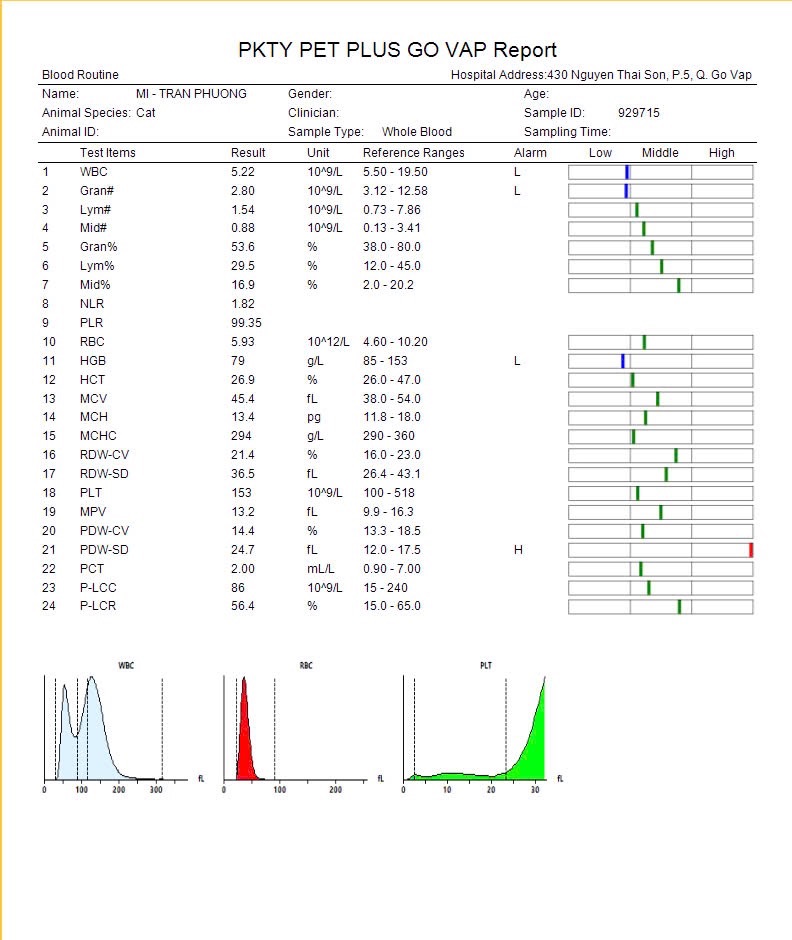 PKTY PET PLUS GO VAP Report
Blood Routine Hospital Address:430 Nguyen Thai Son, P.5, Q. Go Vap
Name: MI - TRAN PHUONG Gender: Age:
Animal Species: Cat Clinician: Sample ID: 929715
Animal ID: Sample Type: Whole Blood Sampling Time:
Test Items Result Unit Reference Ranges Alarm Low Middle High
1 WBC 5.22 10^9/L 5.50 - 19.50 L
2 Gran# 2.80 10^9/L 3.12 - 12.58 L
3 Lym# 1.54 10^9/L 0.73 - 7.86
4 Mid# 0.88 10^9/L 0.13 - 3.41
5 Gran% 53.6 % 38.0 - 80.0
6 Lym% 29.5 % 12.0 - 45.0
7 Mid% 16.9 % 2.0 - 20.2
8 NLR 1.82
9 PLR 99.35
10 RBC 5.93 10^12/L 4.60 - 10.20
11 HGB 79 g/L 85 - 153 L
12 HCT 26.9 % 26.0 - 47.0
13 MCV 45.4 fL 38.0 - 54.0
14 MCH 13.4 pg 11.8 - 18.0
15 MCHC 294 g/L 290 - 360
16 RDW-CV 21.4 % 16.0 - 23.0
17 RDW-SD 36.5 fL 26.4 - 43.1
18 PLT 153 10^9/L 100 - 518
19 MPV 13.2 fL 9.9 - 16.3
20 PDW-CV 14.4 % 13.3 - 18.5
21 PDW-SD 24.7 fL 12.0 - 17.5 H
22 PCT 2.00 mL/L 0.90 - 7.00
23 P-LCC 86 10^9/L 15 - 240
24 P-LCR 56.4 % 15.0 - 65.0
WBC RBC PLT
fL fL fL
0 100 200 300 0 100 200 0 10 20 30